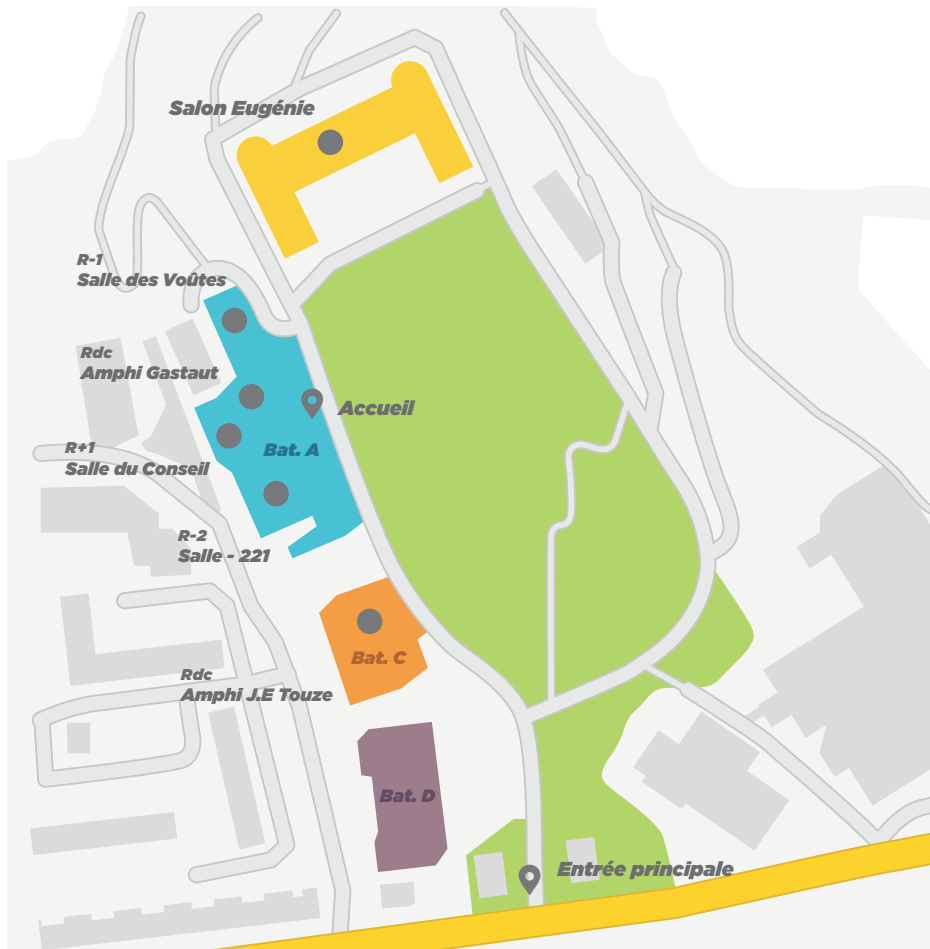 Salon Eugénie
R-1
Salle des Voûtes
Rdc
Amphi Gastaut
Accueil
R+1
Salle du Conseil
Bat. A
R-2
Salle - 221
Bat. C
Rdc
Amphi J.E Touze
Bat. D
Entrée principale